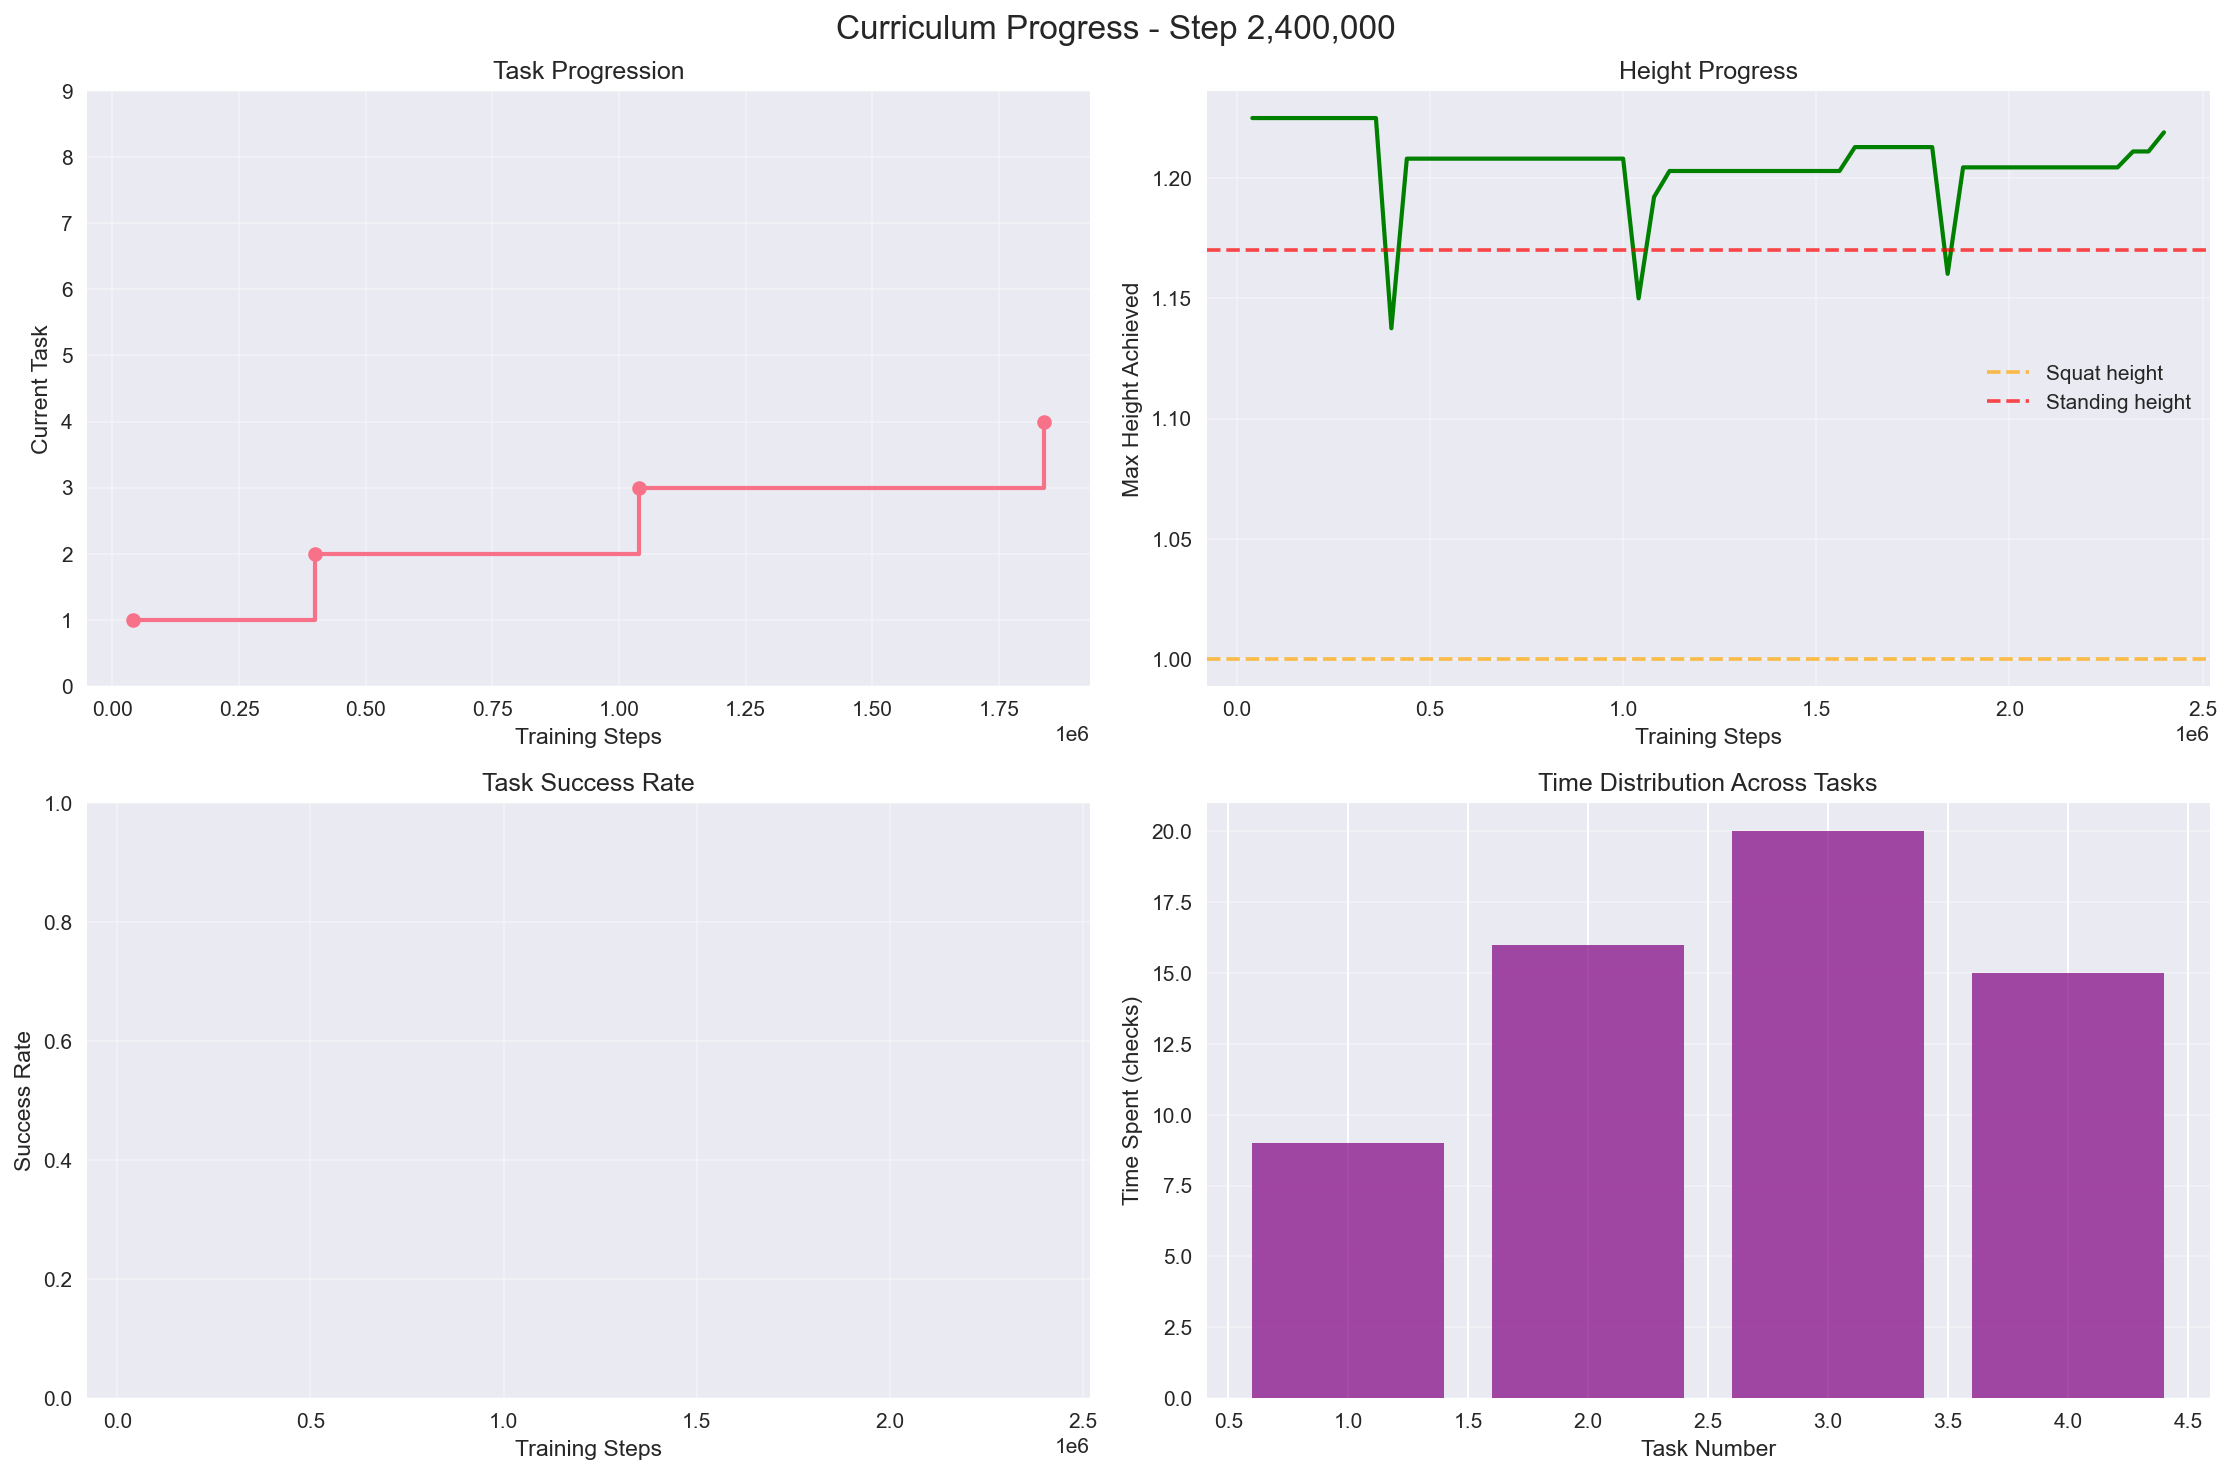 Curriculum Progress - Step 2,400,000
Task Progression
9
8
7
6
5
4
3
2
1
0
Current Task
0.00 0.25 0.50 0.75 1.00 1.25 1.50 1.75
1e6
Training Steps
Height Progress
1.20
1.15
1.10
1.05
1.00
Max Height Achieved
Squat height
Standing height
0.0 0.5 1.0 1.5 2.0 2.5
1e6
Training Steps
Task Success Rate
1.0
0.8
0.6
0.4
0.2
0.0
Success Rate
0.0 0.5 1.0 1.5 2.0 2.5
1e6
Training Steps
Time Distribution Across Tasks
20.0
17.5
15.0
12.5
10.0
7.5
5.0
2.5
0.0
Time Spent (checks)
0.5 1.0 1.5 2.0 2.5 3.0 3.5 4.0 4.5
Task Number